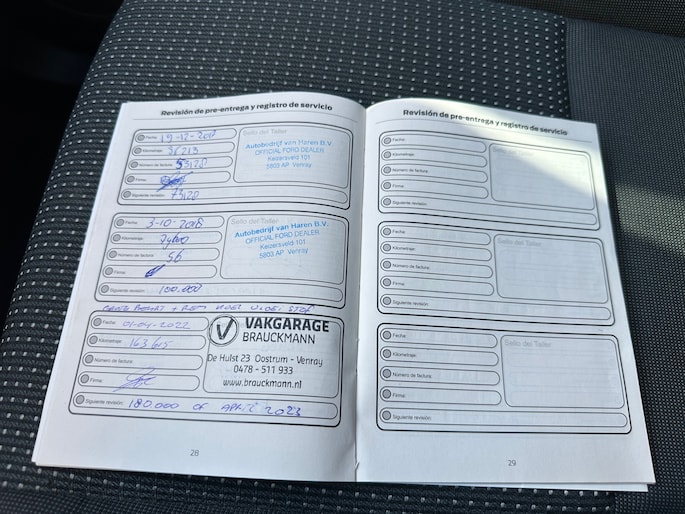 Revisión de pre-entrega y registro de servicio
Fecha: 19-12-2017
Kilometraje: 56213
Número de factura: 53120
Firma:
Siguiente revisión: 75120
Sello del Taller
Autobedrijf van Haren B.V.
OFFICIAL FORD DEALER
Keizersveld 101
5803 AP Venray
Fecha: 3-10-2018
Kilometraje:
Número de factura: 56
Firma:
Siguiente revisión: 100.000
Sello del Taller
Autobedrijf van Haren B.V.
OFFICIAL FORD DEALER
Keizersveld 101
5803 AP Venray
GROTE BEURT + REM
Fecha: 01-04-2022
Kilometraje: 163615
Número de factura:
Firma:
Siguiente revisión: 180.000 OF APRIL 2023
VAKGARAGE
BRAUCKMANN
De Hulst 23 Oostrum - Venray
0478 - 511 933
www.brauckmann.nl
28
Revisión de pre-entrega y registro de servicio
Fecha:
Kilometraje:
Número de factura:
Firma:
Siguiente revisión:
Sello del Taller
Fecha:
Kilometraje:
Número de factura:
Firma:
Siguiente revisión:
Sello del Taller
Fecha:
Kilometraje:
Número de factura:
Firma:
Siguiente revisión:
Sello del Taller
29